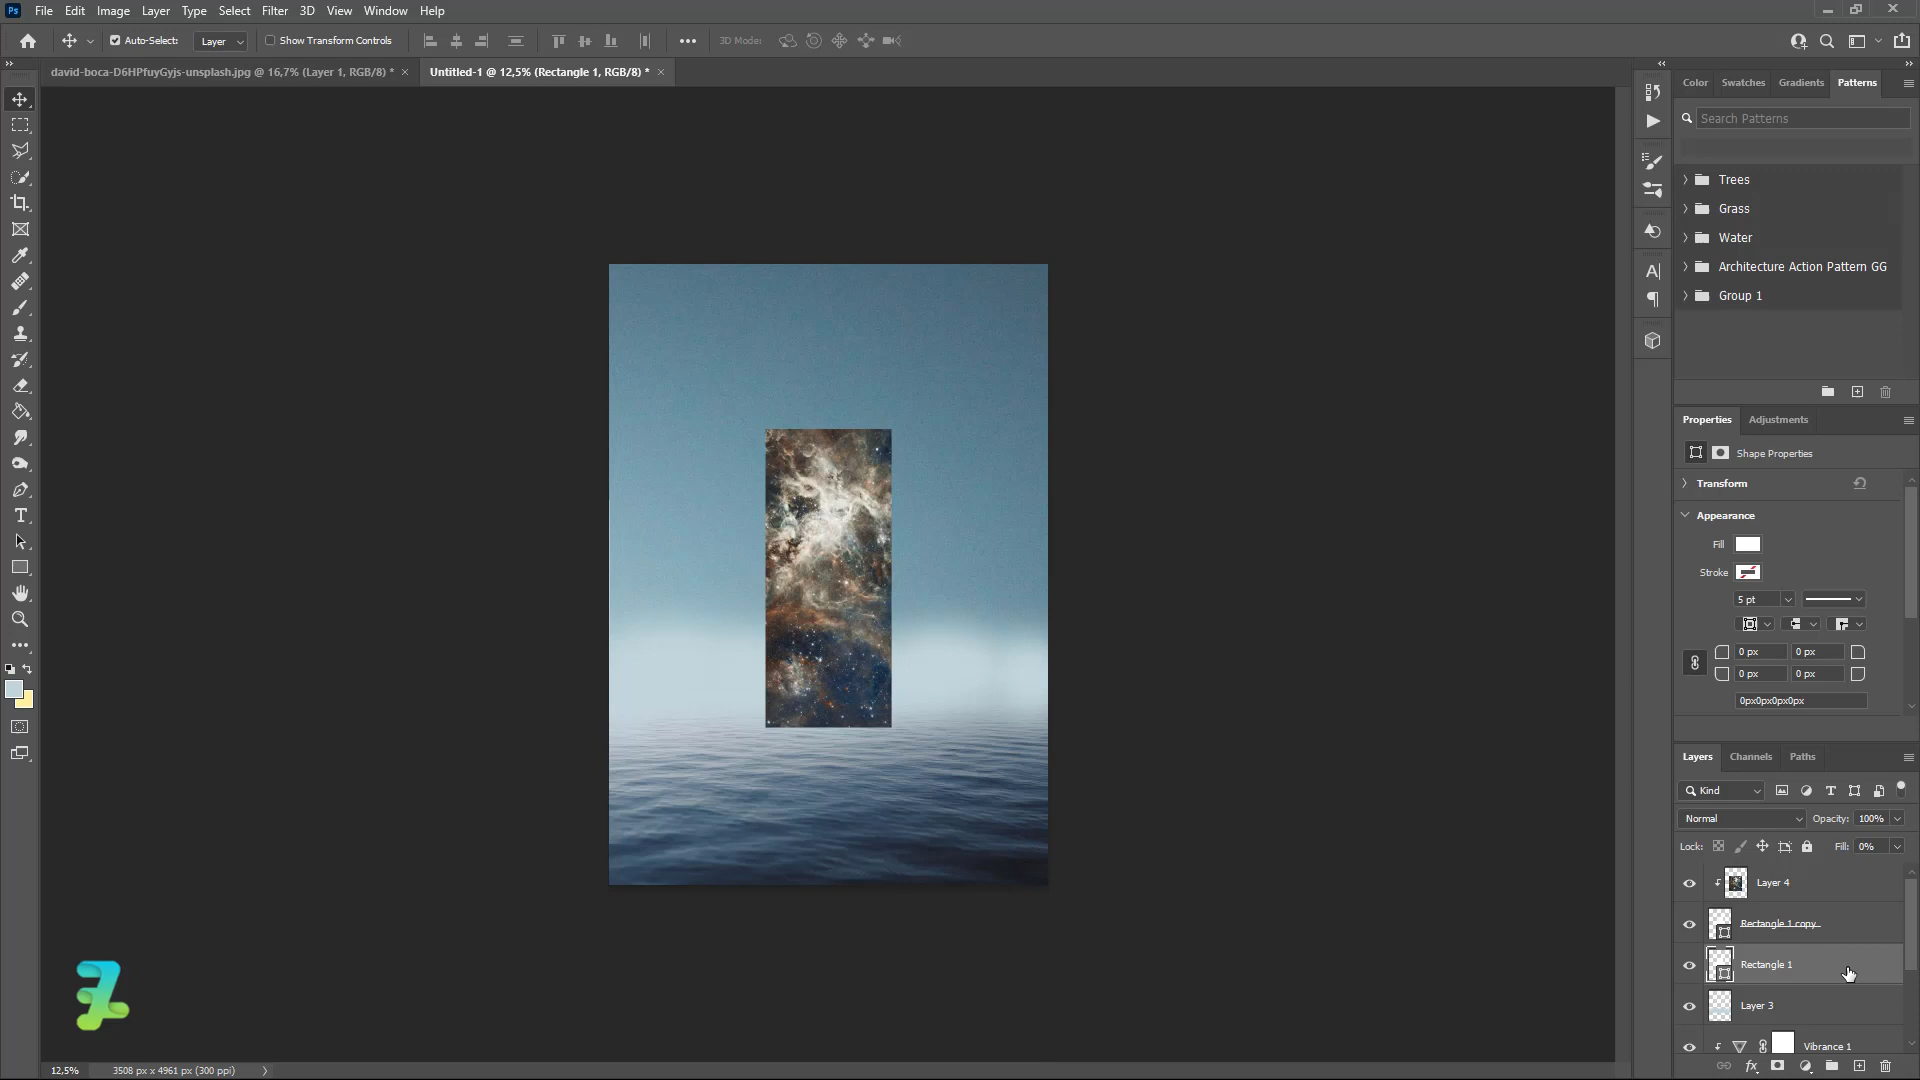 Ps File Edit Image Layer Type Select Filter 3D View Window Help
Auto-Select: Layer Show Transform Controls 3D Mode:
david-boca-D6HPfuyGyjs-unsplash.jpg @ 16,7% (Layer 1, RGB/8) * Untitled-1 @ 12,5% (Rectangle 1, RGB/8) *
Color Swatches Gradients Patterns
Search Patterns
Trees
Grass
Water
Architecture Action Pattern GG
Group 1
Properties Adjustments
Shape Properties
Transform
Appearance
Fill
Stroke
5 pt
0 px 0 px
0 px 0 px
0px0px0px0px
Layers Channels Paths
Kind
Normal Opacity: 100%
Lock: Fill: 0%
Layer 4
Rectangle 1 copy
Rectangle 1
Layer 3
Vibrance 1
12,5% 3508 px x 4961 px (300 ppi)